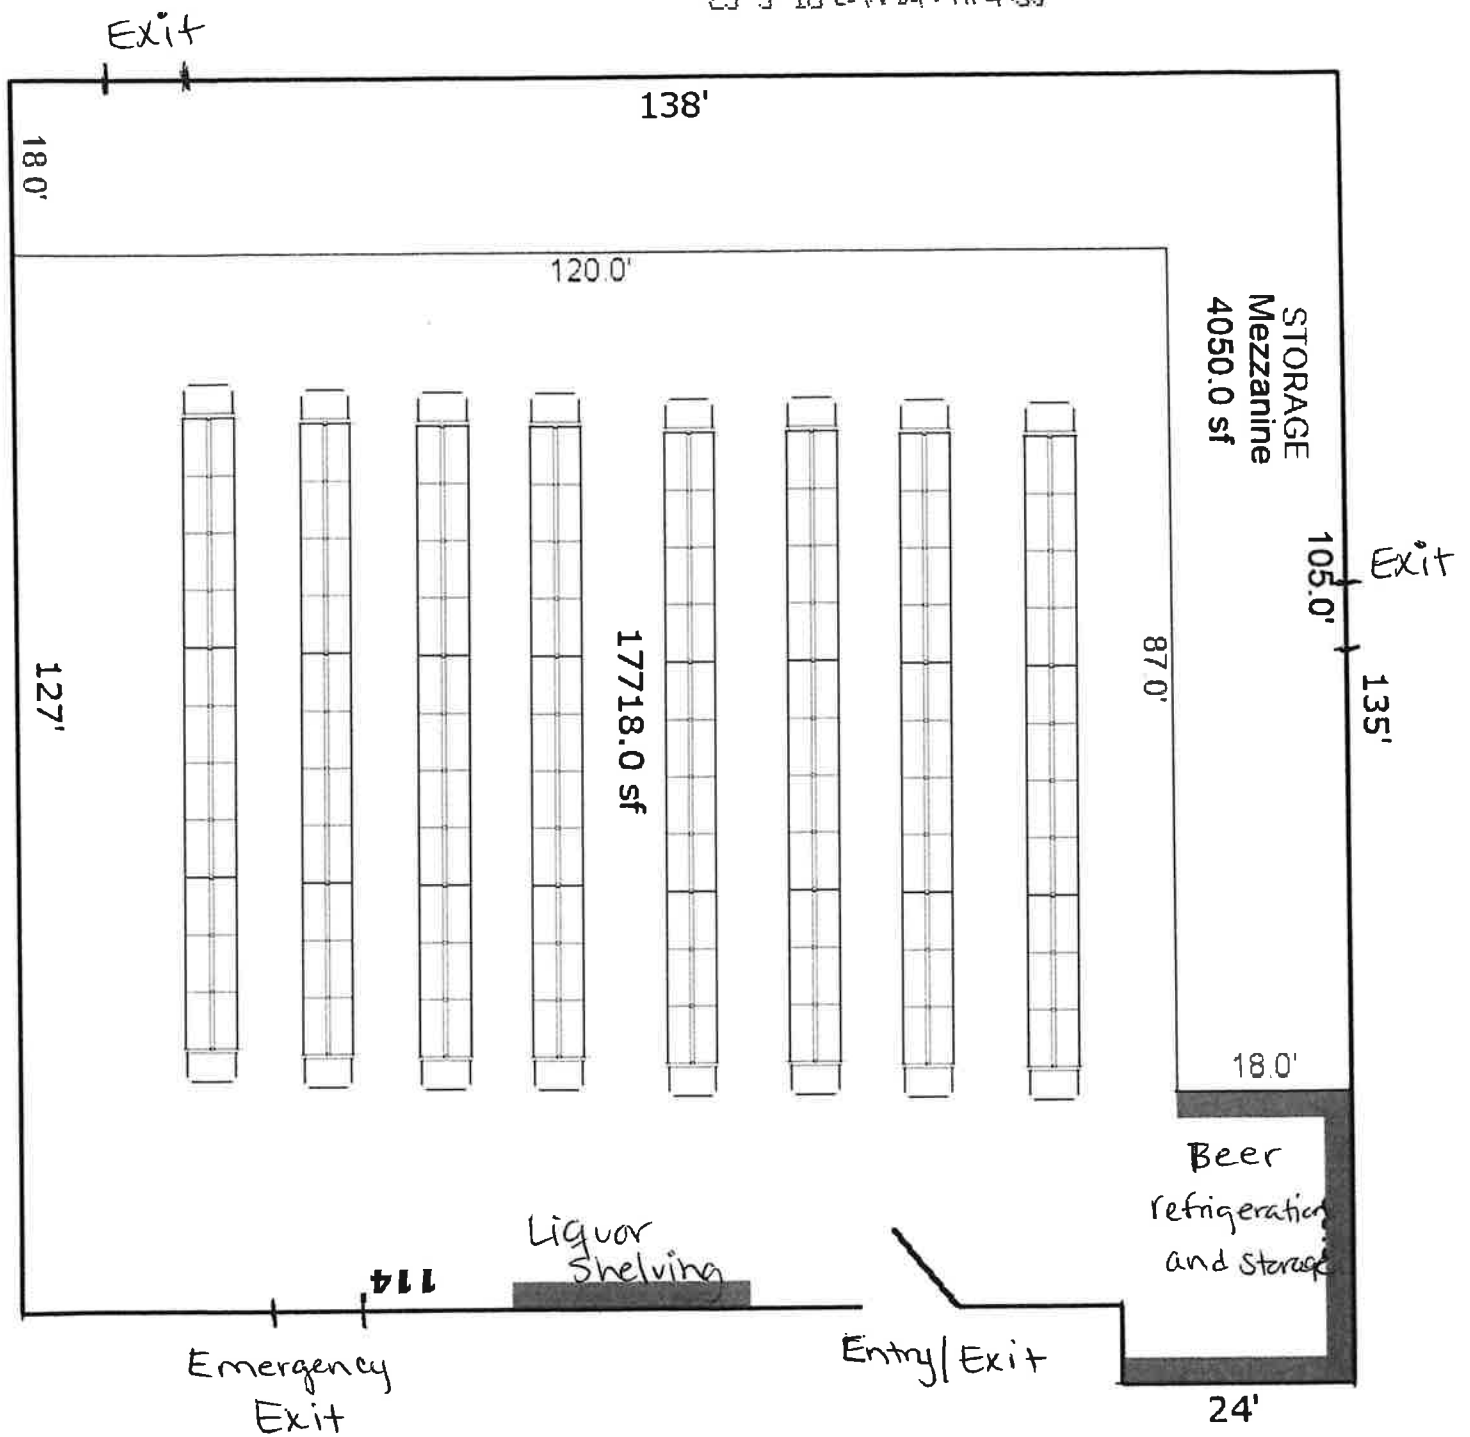 Exit
138'
18.0'
120.0'
STORAGE
Mezzanine
4050.0 sf
105.0'
Exit
135'
87.0'
17718.0 sf
127'
18.0'
Beer
refrigeration
and storage
Liquor
Shelving
114
Emergency
Exit
Entry/Exit
24'